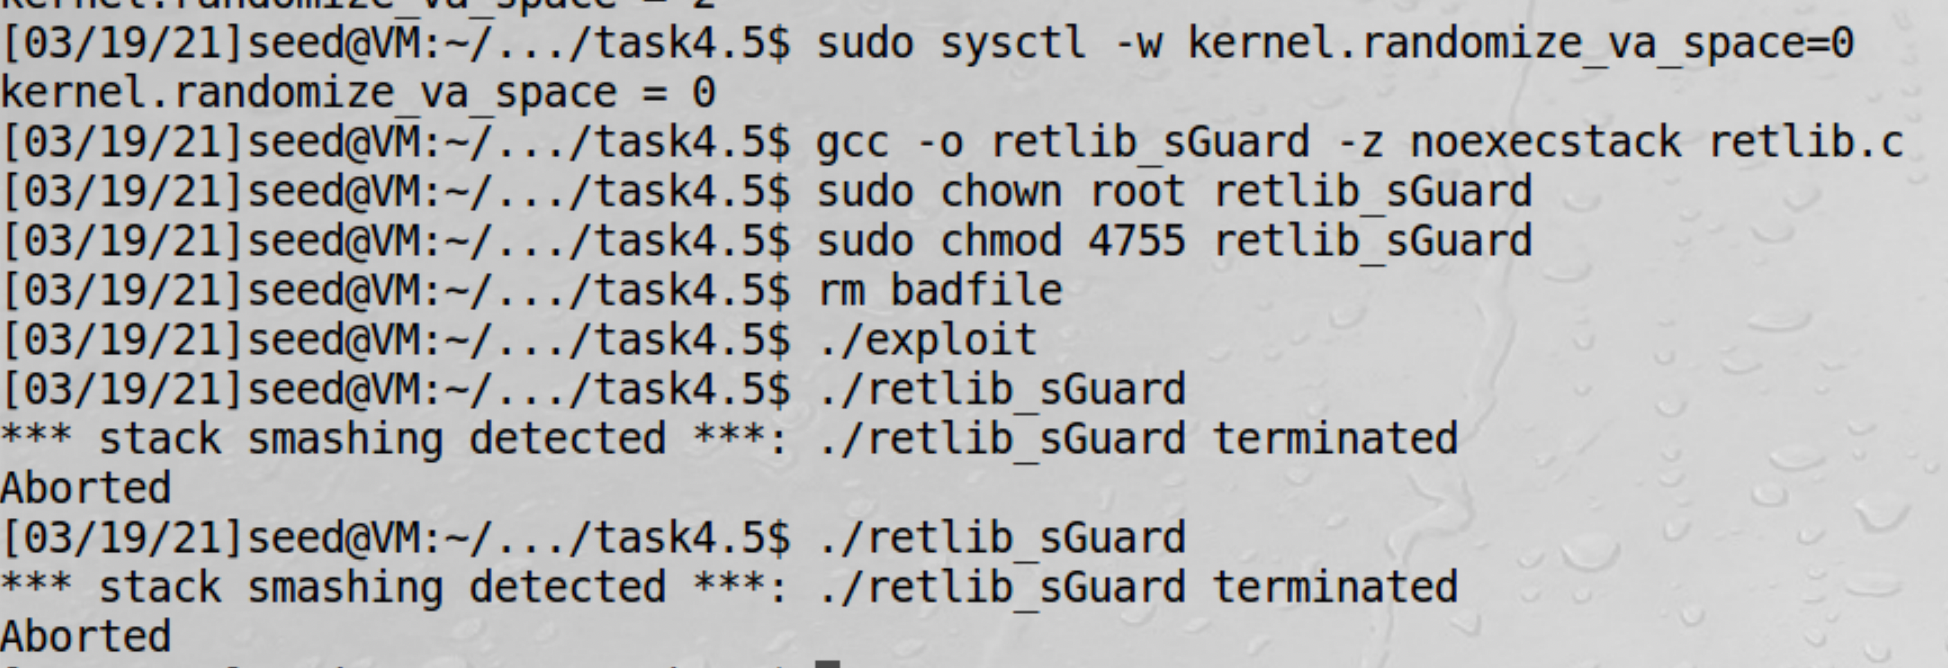 kernel.randomize_va_space = 2
[03/19/21]seed@VM:~/.../task4.5$ sudo sysctl -w kernel.randomize_va_space=0
kernel.randomize_va_space = 0
[03/19/21]seed@VM:~/.../task4.5$ gcc -o retlib_sGuard -z noexecstack retlib.c
[03/19/21]seed@VM:~/.../task4.5$ sudo chown root retlib_sGuard
[03/19/21]seed@VM:~/.../task4.5$ sudo chmod 4755 retlib_sGuard
[03/19/21]seed@VM:~/.../task4.5$ rm badfile
[03/19/21]seed@VM:~/.../task4.5$ ./exploit
[03/19/21]seed@VM:~/.../task4.5$ ./retlib_sGuard
*** stack smashing detected ***: ./retlib_sGuard terminated
Aborted
[03/19/21]seed@VM:~/.../task4.5$ ./retlib_sGuard
*** stack smashing detected ***: ./retlib_sGuard terminated
Aborted